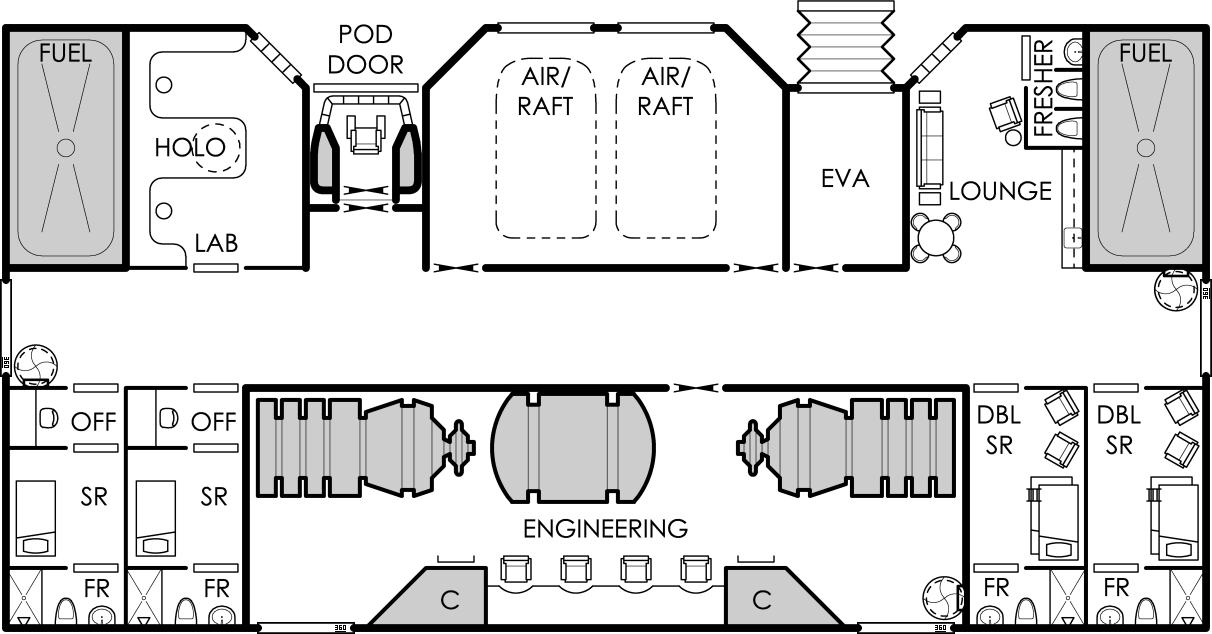 POD
DOOR
FUEL
AIR/
RAFT
AIR/
RAFT
FRESHER
FUEL
HOLO
EVA
LOUNGE
LAB
360
360
OFF
OFF
DBL
SR
DBL
SR
SR
SR
ENGINEERING
FR
FR
C
C
FR
FR
360
360